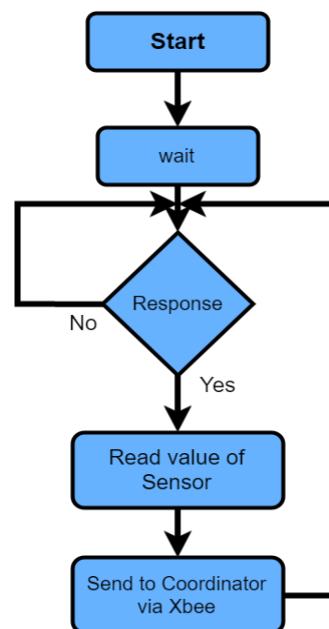 Start
wait
Response
No
Yes
Read value of
Sensor
Send to Coordinator
via Xbee